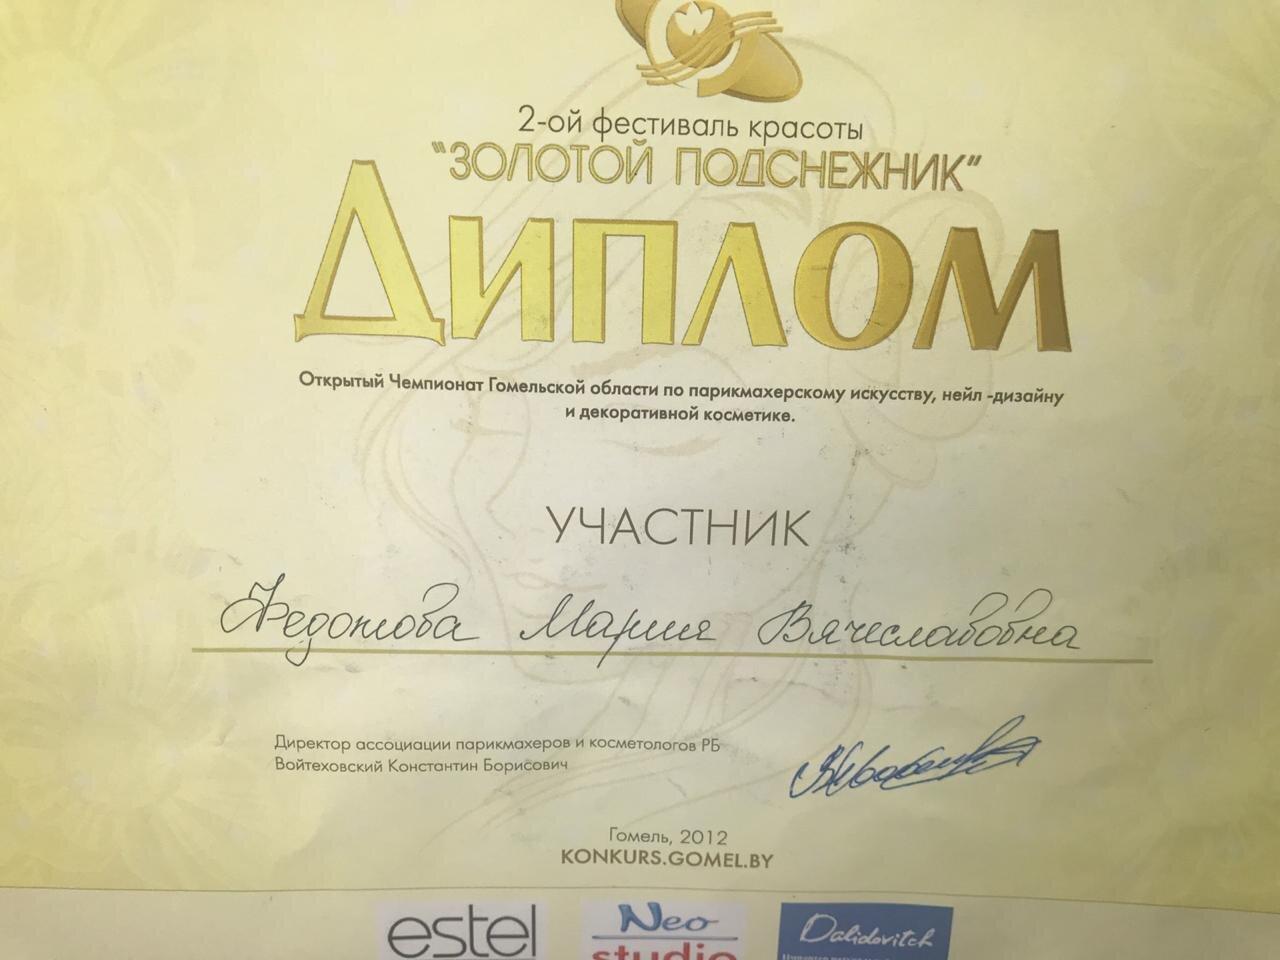 2-ой фестиваль красоты
"ЗОЛОТОЙ ПОДСНЕЖНИК"
ДИПЛОМ
Открытый Чемпионат Гомельской области по парикмахерскому искусству, нейл -дизайну
и декоративной косметике.
УЧАСТНИК
Федотова Мария Вячеславовна
Директор ассоциации парикмахеров и косметологов РБ
Войтеховский Константин Борисович
Гомель, 2012
KONKURS.GOMEL.BY
estel
Neo
studio
Dalidovitch